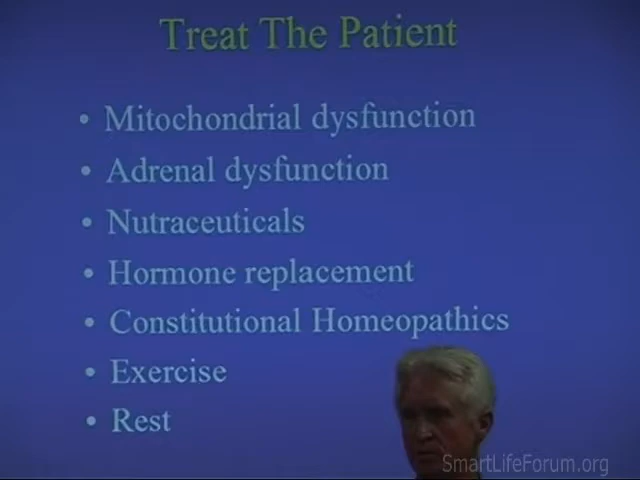 Treat The Patient
• Mitochondrial dysfunction
• Adrenal dysfunction
• Nutraceuticals
• Hormone replacement
• Constitutional Homeopathics
• Exercise
• Rest
SmartLifeForum.org